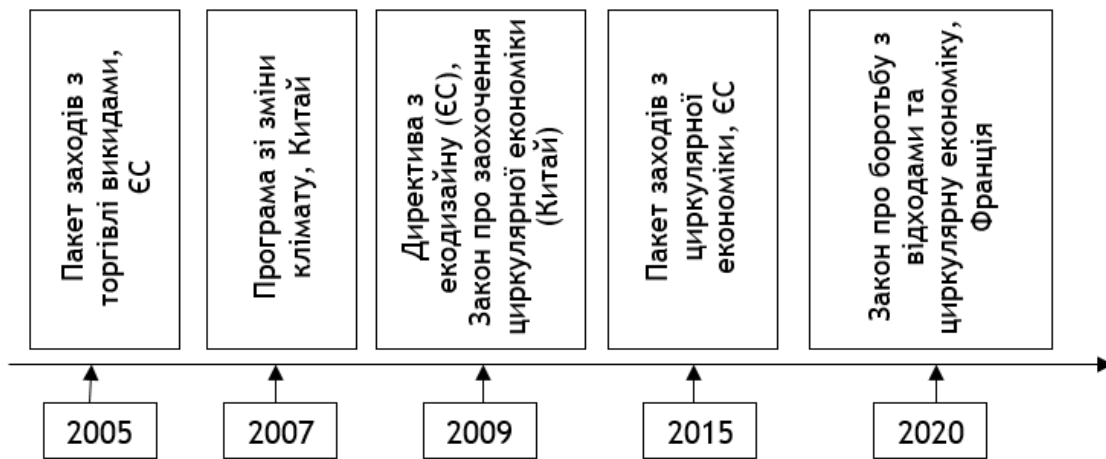 Пакет заходів з
торгівлі викидами,
ЄС
Програма зі зміни
клімату, Китай
Директива з
екодизайну (ЄС),
Закон про заохочення
циркулярної економіки
(Китай)
Пакет заходів з
циркулярної
економіки, ЄС
Закон про боротьбу з
відходами та
циркулярну економіку,
Франція
2005
2007
2009
2015
2020